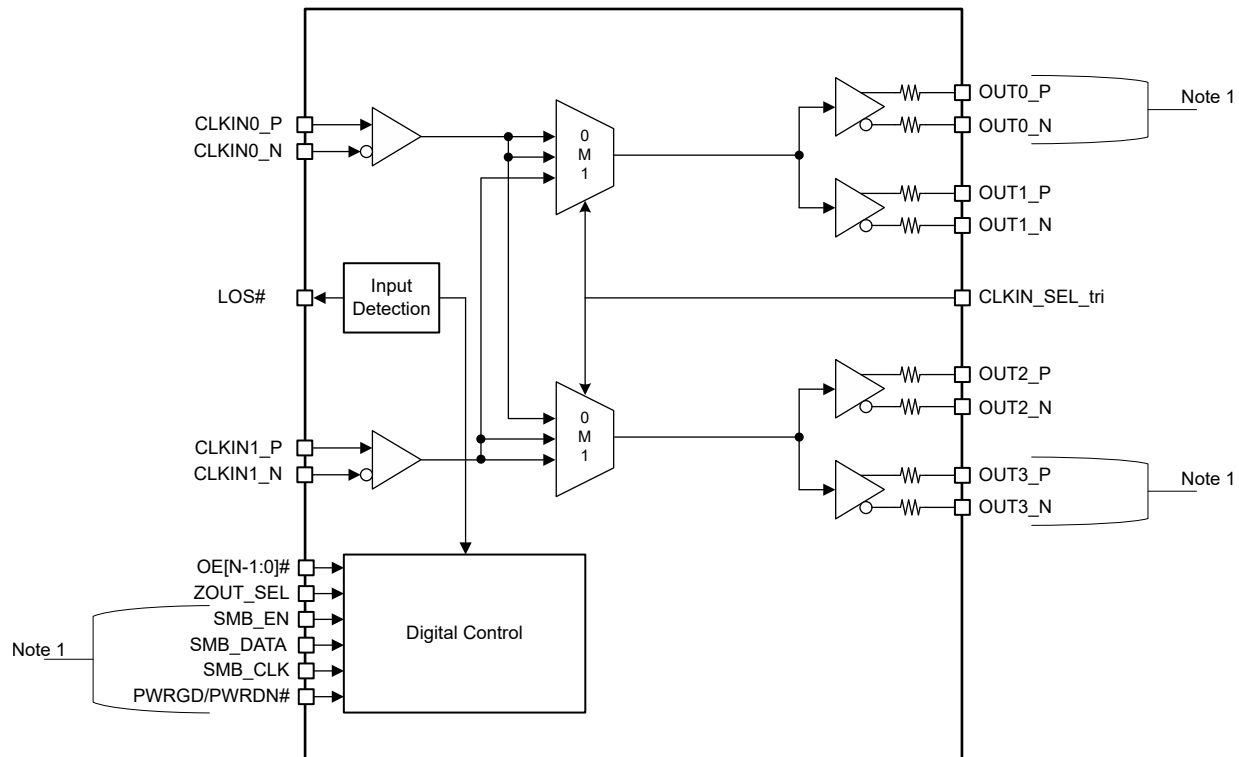 CLKIN0_P
CLKIN0_N
0
M
1
OUT0_P
OUT0_N
Note 1
OUT1_P
OUT1_N
LOS#
Input
Detection
CLKIN_SEL_tri
CLKIN1_P
CLKIN1_N
0
M
1
OUT2_P
OUT2_N
OUT3_P
OUT3_N
Note 1
OE[N-1:0]#
ZOUT_SEL
SMB_EN
SMB_DATA
SMB_CLK
PWRGD/PWRDN#
Note 1
Digital Control